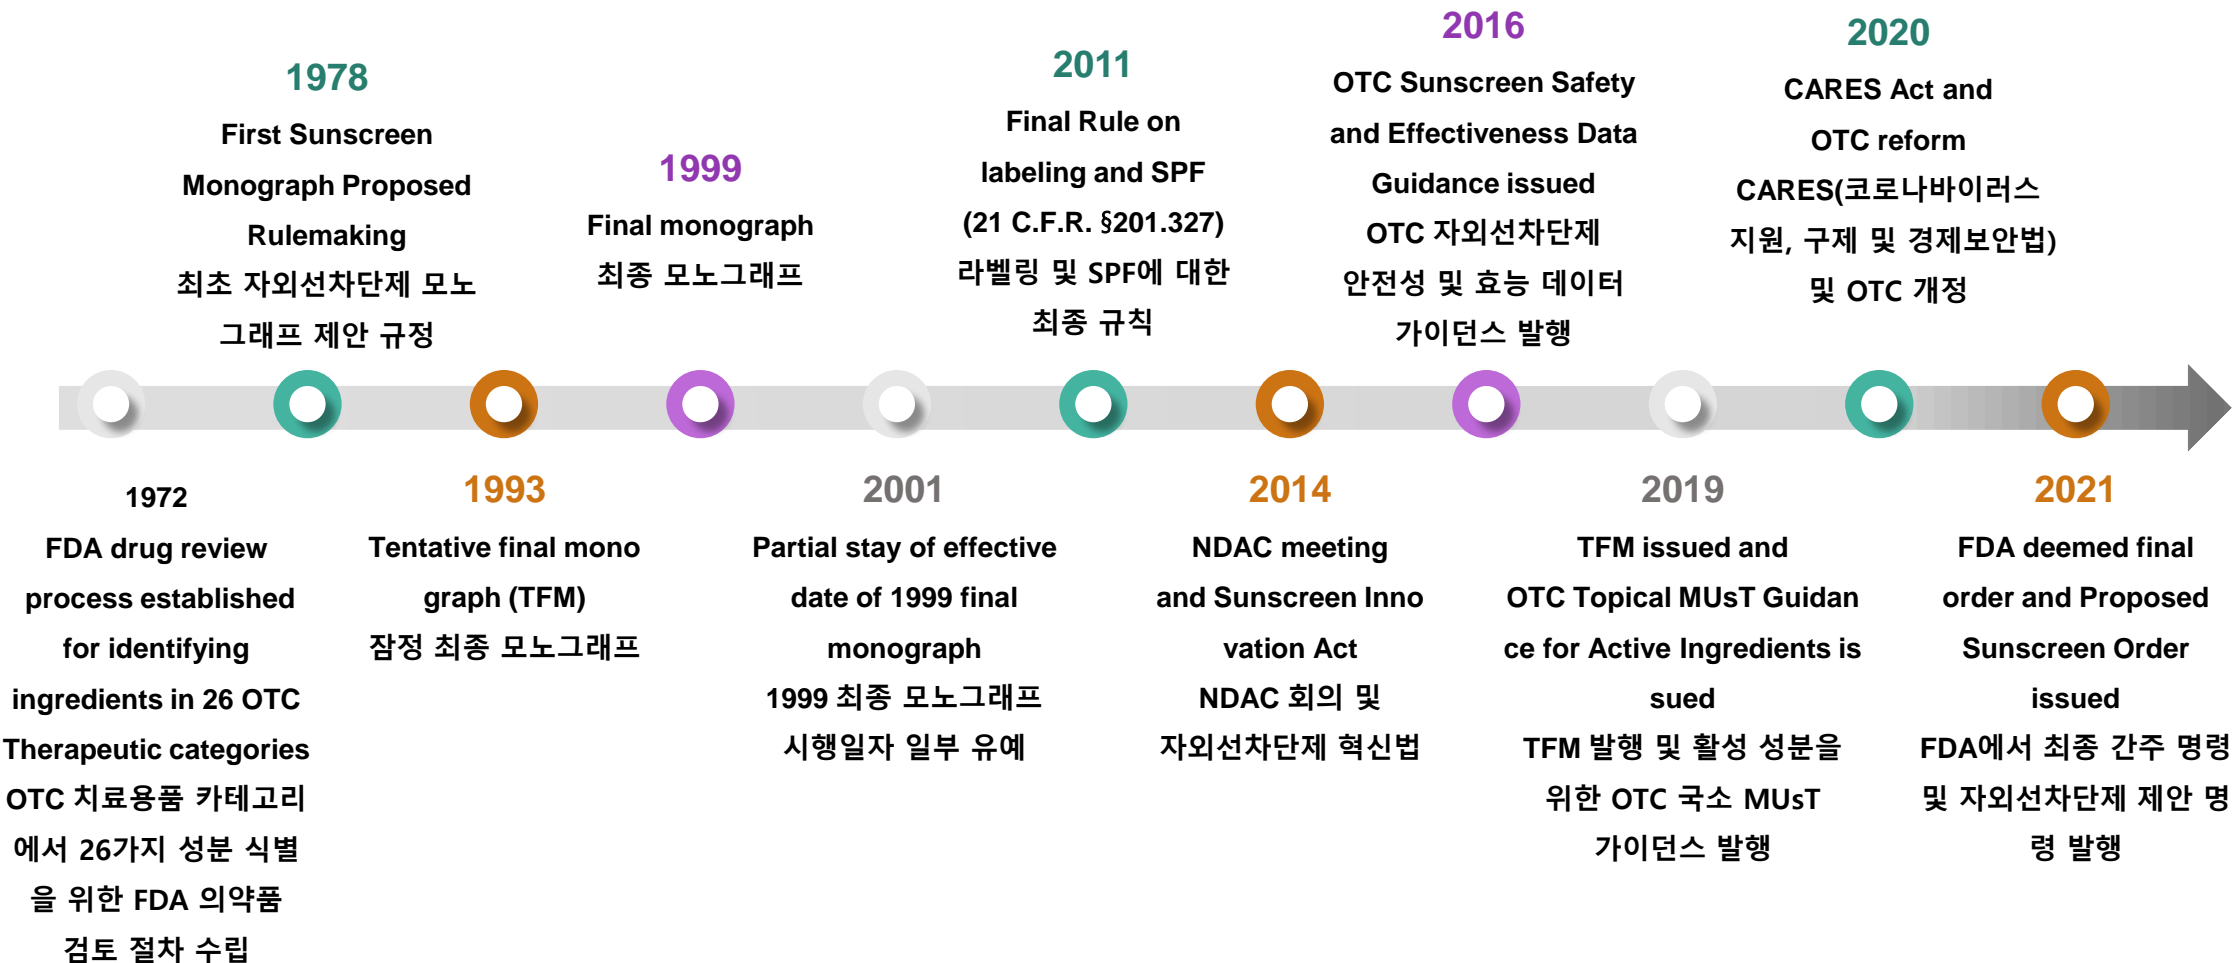 1972
FDA drug review
process established
for identifying
ingredients in 26 OTC
Therapeutic categories
OTC 치료용품 카테고리
에서 26가지 성분 식별
을 위한 FDA 의약품
검토 절차 수립
1978
First Sunscreen
Monograph Proposed
Rulemaking
최초 자외선차단제 모노
그래프 제안 규정
1993
Tentative final mono
graph (TFM)
잠정 최종 모노그래프
1999
Final monograph
최종 모노그래프
2001
Partial stay of effective
date of 1999 final
monograph
1999 최종 모노그래프
시행일자 일부 유예
2011
Final Rule on
labeling and SPF
(21 C.F.R. §201.327)
라벨링 및 SPF에 대한
최종 규칙
2014
NDAC meeting
and Sunscreen Inno
vation Act
NDAC 회의 및
자외선차단제 혁신법
2016
OTC Sunscreen Safety
and Effectiveness Data
Guidance issued
OTC 자외선차단제
안전성 및 효능 데이터
가이던스 발행
2019
TFM issued and
OTC Topical MUsT Guidan
ce for Active Ingredients is
sued
TFM 발행 및 활성 성분을
위한 OTC 국소 MUsT
가이던스 발행
2020
CARES Act and
OTC reform
CARES(코로나바이러스
지원, 구제 및 경제보안법)
및 OTC 개정
2021
FDA deemed final
order and Proposed
Sunscreen Order
issued
FDA에서 최종 간주 명령
및 자외선차단제 제안 명
령 발행